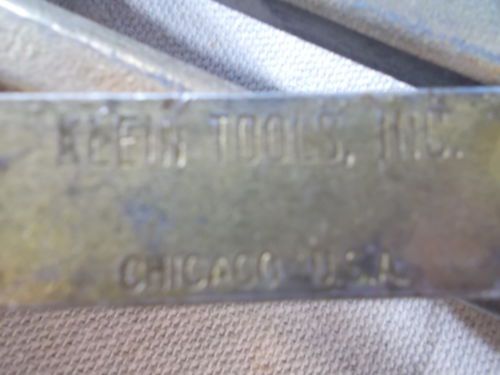 KLEIN TOOLS, INC.
CHICAGO U.S.A.